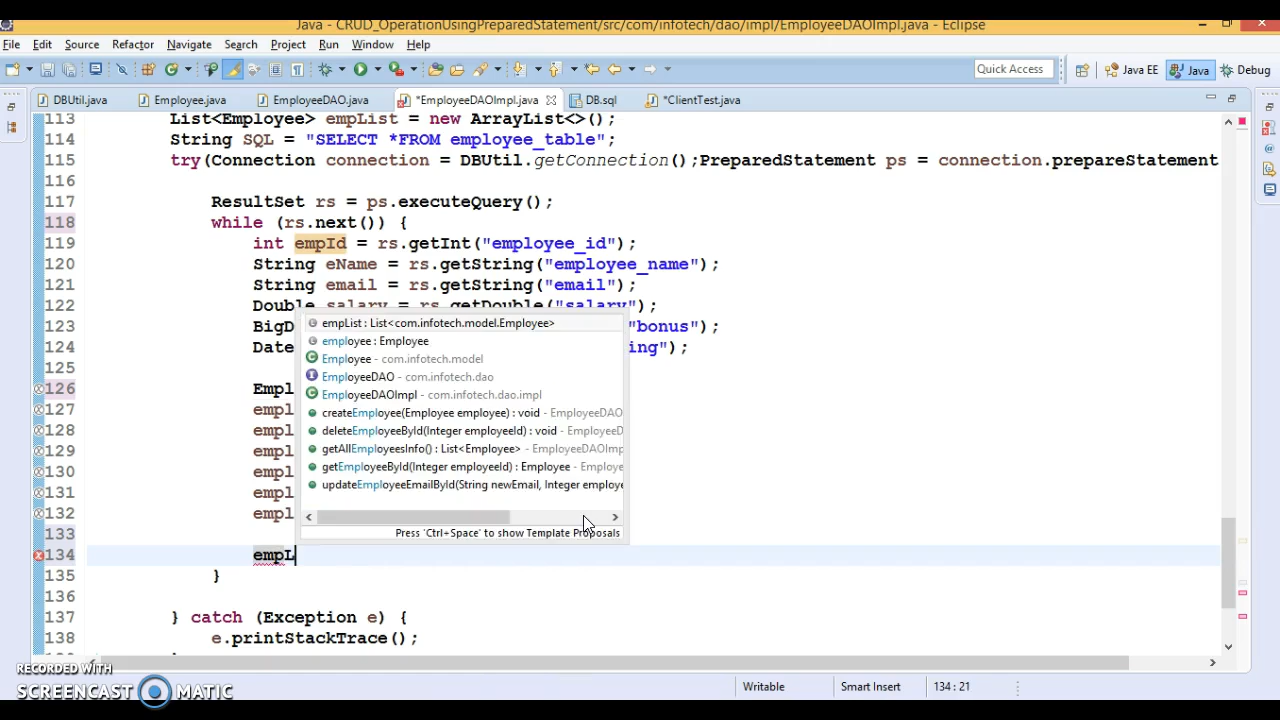 Java - CRUD_OperationUsingPreparedStatement/src/com/infotech/dao/impl/EmployeeDAOImpl.java - Eclipse
File Edit Source Refactor Navigate Search Project Run Window Help
Quick Access Java EE Java Debug
DBUtil.java Employee.java EmployeeDAO.java *EmployeeDAOImpl.java DB.sql *ClientTest.java
113 List<Employee> empList = new ArrayList<>();
114 String SQL = "SELECT *FROM employee_table";
115 try(Connection connection = DBUtil.getConnection();PreparedStatement ps = connection.prepareStatement
116
117 ResultSet rs = ps.executeQuery();
118 while (rs.next()) {
119 int empId = rs.getInt("employee_id");
120 String eName = rs.getString("employee_name");
121 String email = rs.getString("email");
122 Double salary = rs.getDouble("salary");
123 BigD "bonus");
124 Date ing");
125
126 Empl
127 empl
128 empl
129 empl
130 empl
131 empl
132 empl
133
134 empL
135 }
136
137 } catch (Exception e) {
138 e.printStackTrace();
empList : List<com.infotech.model.Employee>
employee : Employee
Employee - com.infotech.model
EmployeeDAO - com.infotech.dao
EmployeeDAOImpl - com.infotech.dao.impl
createEmployee(Employee employee) : void - EmployeeDAO
deleteEmployeeById(Integer employeeId) : void - EmployeeD
getAllEmployeesInfo() : List<Employee> - EmployeeDAOImp
getEmployeeById(Integer employeeId) : Employee - Employe
updateEmployeeEmailById(String newEmail, Integer employe
Press 'Ctrl+Space' to show Template Proposals
RECORDED WITH
SCREENCAST MATIC
Writable Smart Insert 134 : 21